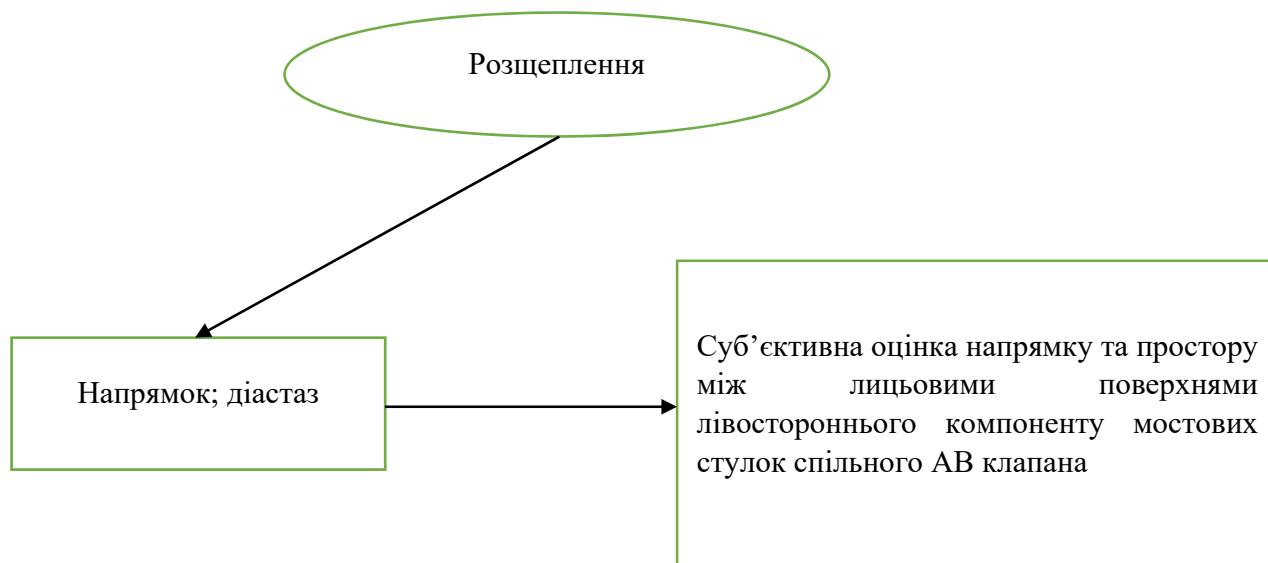 Розщеплення
Напрямок; діастаз
Суб’єктивна оцінка напрямку та простору
між лицьовими поверхнями
лівостороннього компоненту мостових
стулок спільного АВ клапана